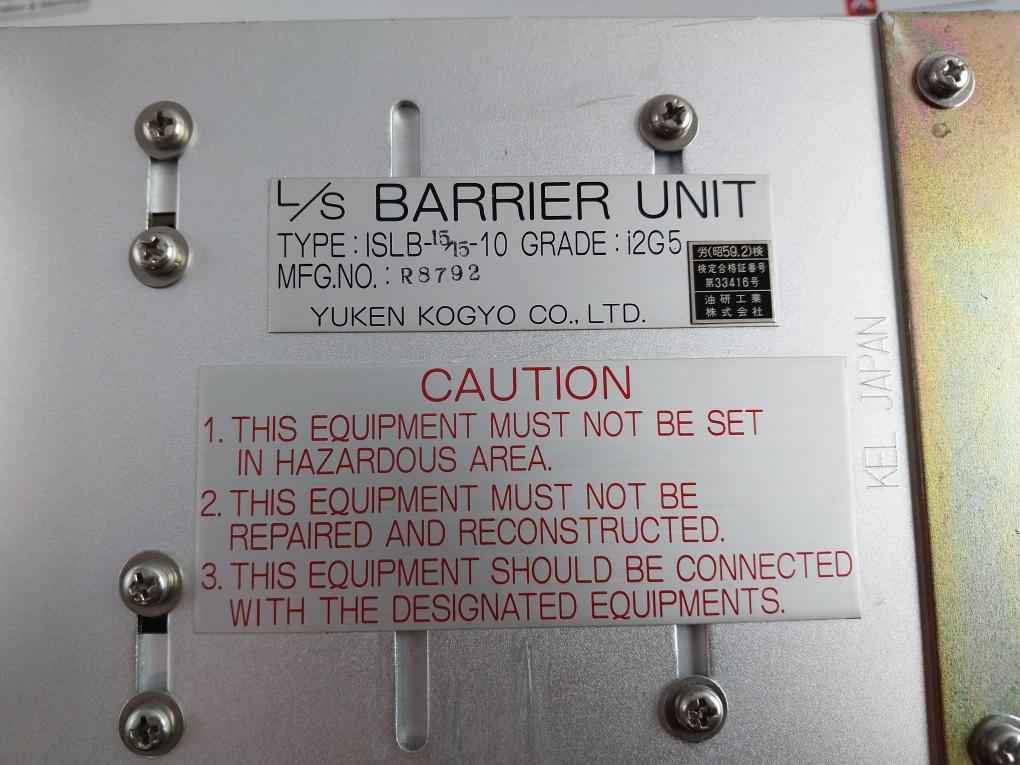 L/S BARRIER UNIT
TYPE : ISLB-15/15-10 GRADE : i2G5
MFG.NO. : R8792
YUKEN KOGYO CO., LTD.
労(昭59.2)検
検定合格証番号
第33416号
油研工業
株式会社
CAUTION
1. THIS EQUIPMENT MUST NOT BE SET
IN HAZARDOUS AREA.
2. THIS EQUIPMENT MUST NOT BE
REPAIRED AND RECONSTRUCTED.
3. THIS EQUIPMENT SHOULD BE CONNECTED
WITH THE DESIGNATED EQUIPMENTS.
KEL JAPAN